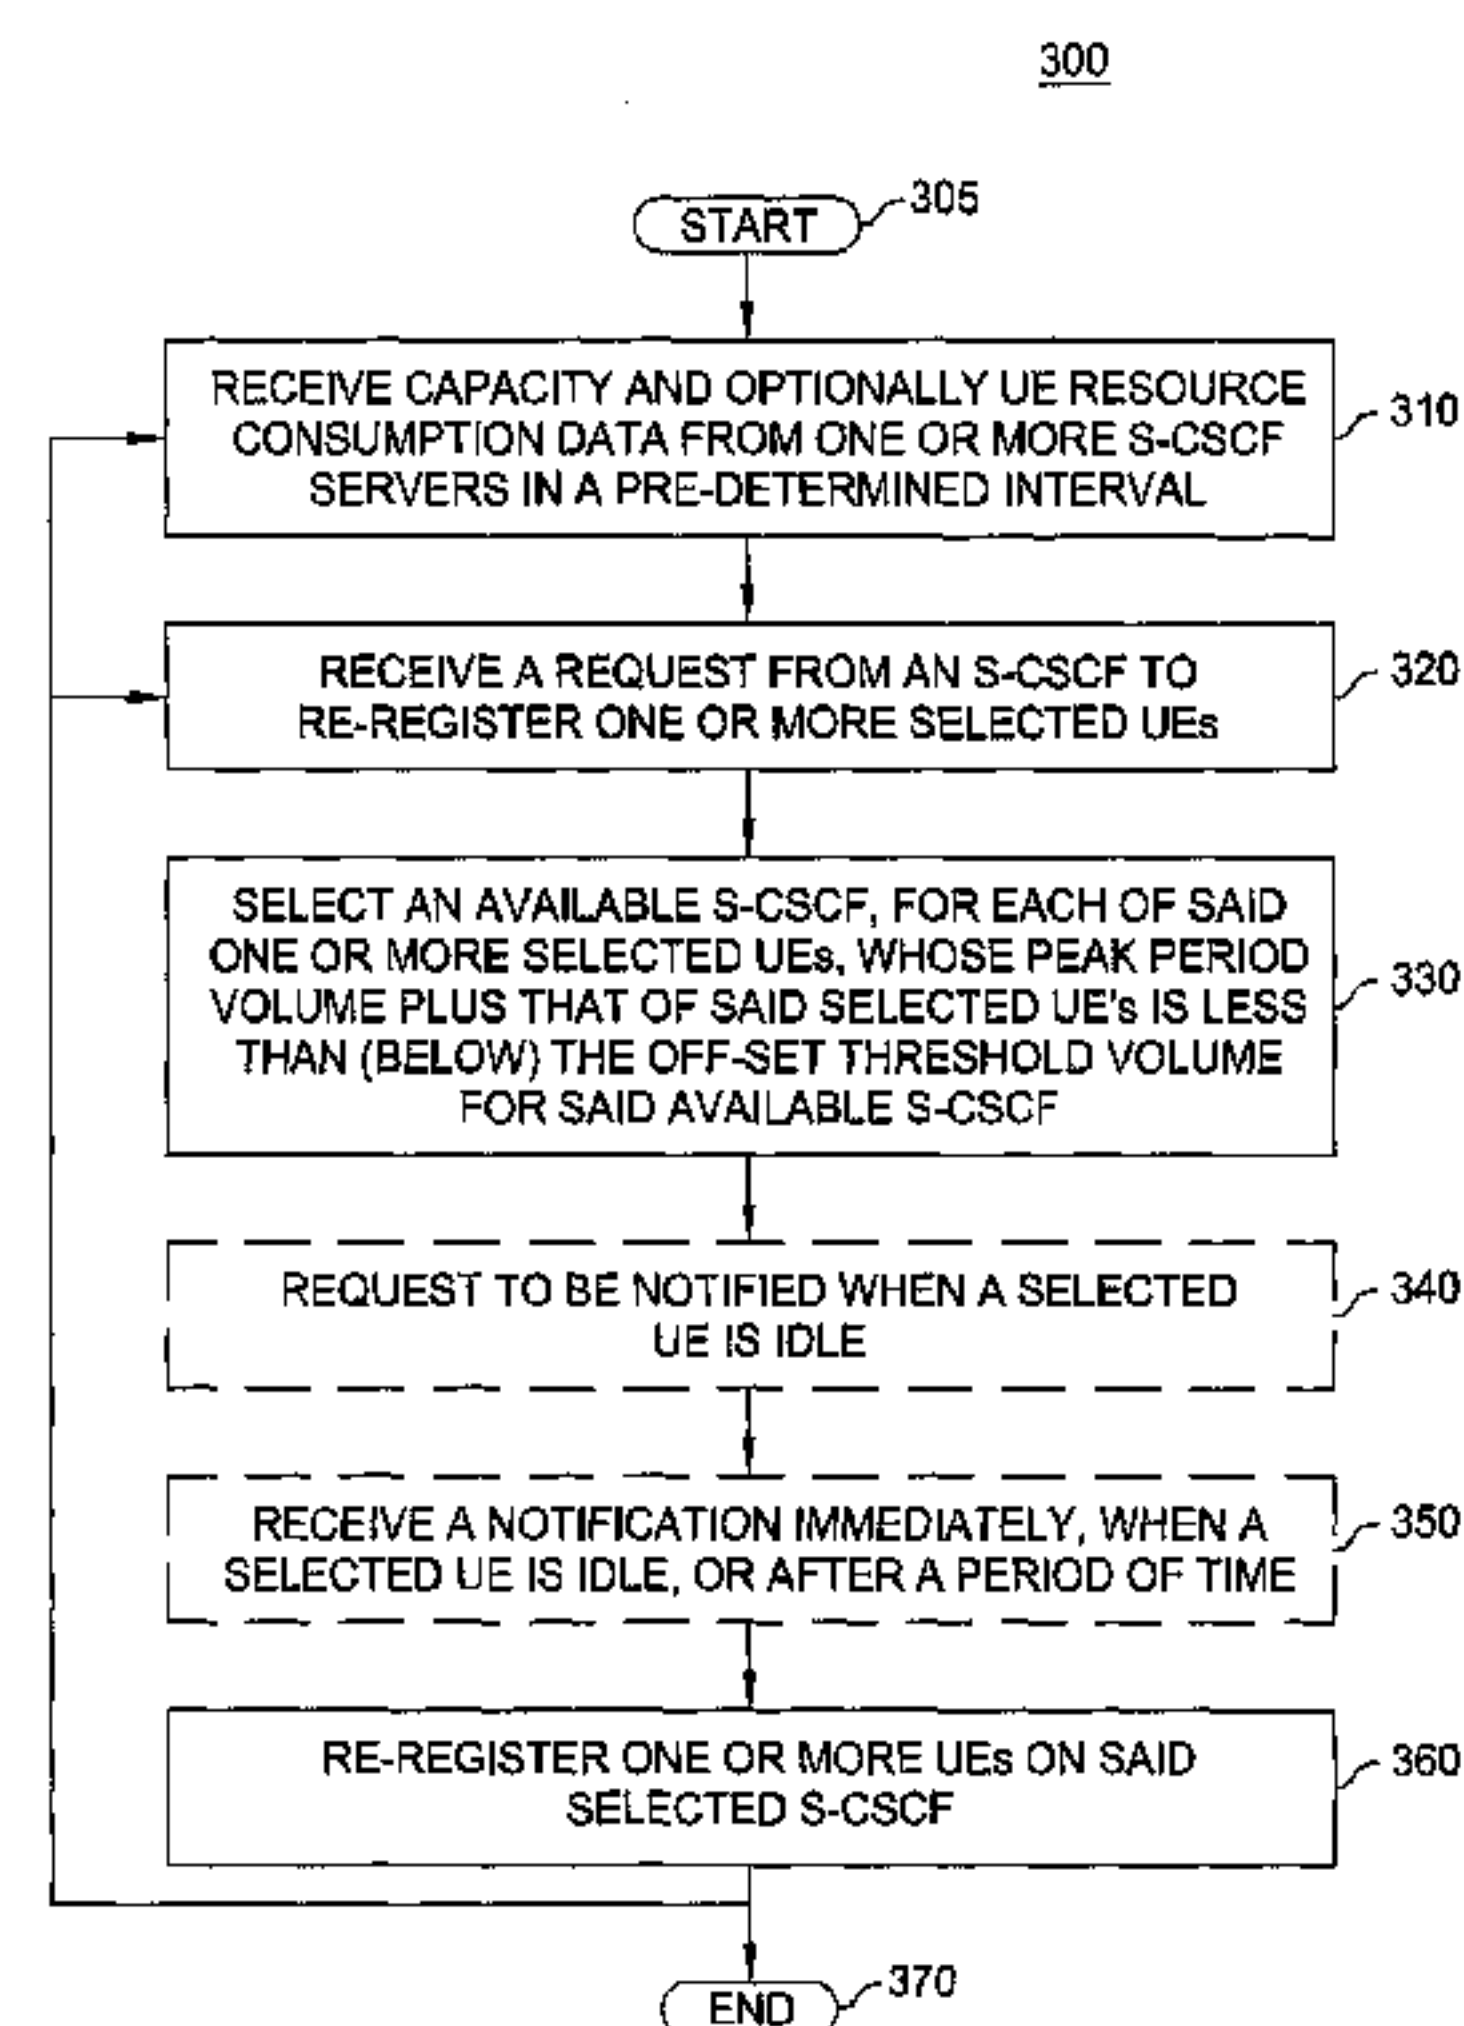 300
START
305
RECEIVE CAPACITY AND OPTIONALLY UE RESOURCE
CONSUMPTION DATA FROM ONE OR MORE S-CSCF
SERVERS IN A PRE-DETERMINED INTERVAL
310
RECEIVE A REQUEST FROM AN S-CSCF TO
RE-REGISTER ONE OR MORE SELECTED UEs
320
SELECT AN AVAILABLE S-CSCF, FOR EACH OF SAID
ONE OR MORE SELECTED UEs, WHOSE PEAK PERIOD
VOLUME PLUS THAT OF SAID SELECTED UE's IS LESS
THAN (BELOW) THE OFF-SET THRESHOLD VOLUME
FOR SAID AVAILABLE S-CSCF
330
REQUEST TO BE NOTIFIED WHEN A SELECTED
UE IS IDLE
340
RECEIVE A NOTIFICATION IMMEDIATELY, WHEN A
SELECTED UE IS IDLE, OR AFTER A PERIOD OF TIME
350
RE-REGISTER ONE OR MORE UEs ON SAID
SELECTED S-CSCF
360
END
370